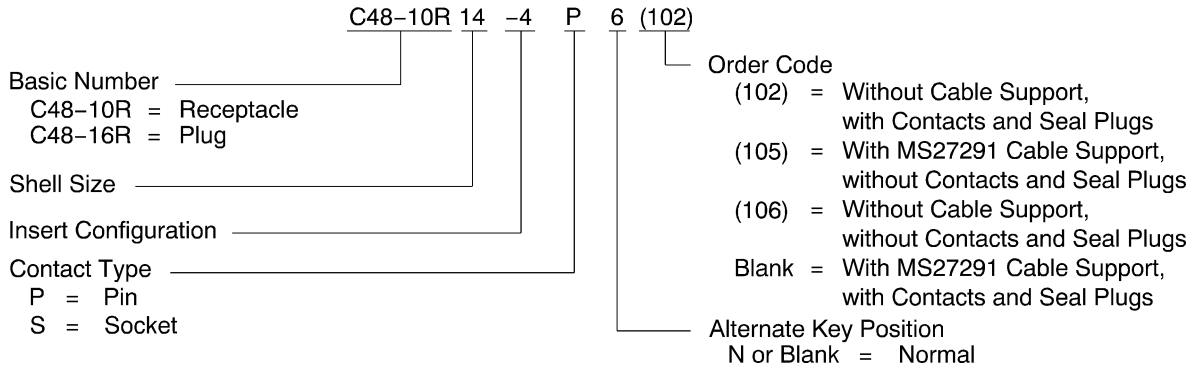 C48–10R 14 –4 P 6 (102)
Basic Number
C48–10R = Receptacle
C48–16R = Plug
Shell Size
Insert Configuration
Contact Type
P = Pin
S = Socket
Order Code
(102) = Without Cable Support,
with Contacts and Seal Plugs
(105) = With MS27291 Cable Support,
without Contacts and Seal Plugs
(106) = Without Cable Support,
without Contacts and Seal Plugs
Blank = With MS27291 Cable Support,
with Contacts and Seal Plugs
Alternate Key Position
N or Blank = Normal